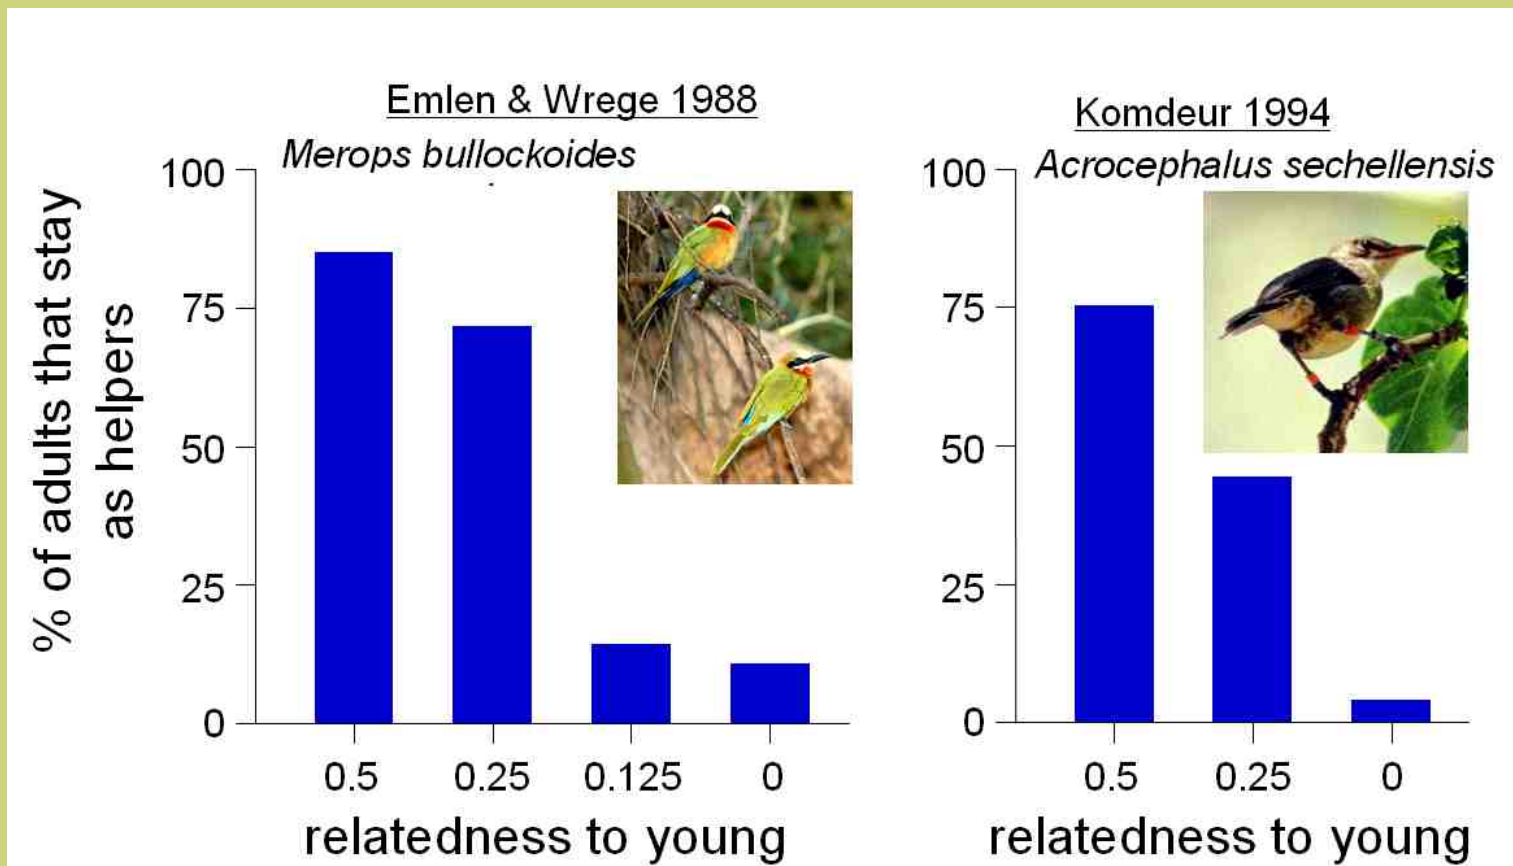 Emlen & Wrege 1988
Merops bullockoides
% of adults that stay
as helpers
100
75
50
25
0
0.5
0.25
0.125
0
relatedness to young
Komdeur 1994
Acrocephalus sechellensis
100
75
50
25
0
0.5
0.25
0
relatedness to young